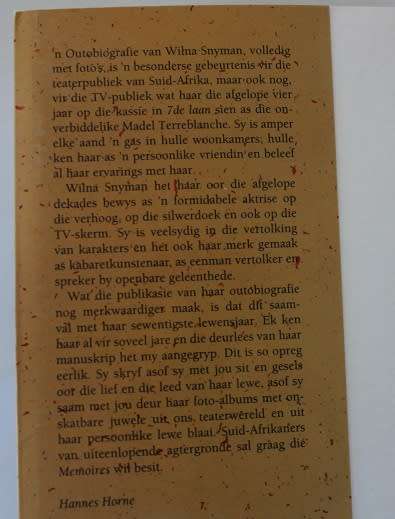 'n Outobiografie van Wilna Snyman, volledig
met foto's, is 'n besonderse gebeurtenis vir die
teaterpubliek van Suid-Afrika, maar ook nog,
vir die TV-publiek wat haar die afgelope vier
jaar op die kassie in 7de laan sien as die on-
verbiddelike Madel Terreblanche. Sy is amper
elke aand 'n gas in hulle woonkamers; hulle
ken haar as 'n persoonlike vriendin en beleef
al haar ervarings met haar.
Wilna Snyman het haar oor die afgelope
dekades bewys as 'n formidabele aktrise op
die verhoog, op die silwerdoek en ook op die
TV-skerm. Sy is veelsydig in die vertolking
van karakters en het ook haar merk gemaak
as kabaretkunstenaar, as eenman vertolker en
spreker by openbare geleenthede.
Wat die publikasie van haar outobiografie
nog merkwaardiger maak, is dat dit saam-
val met haar sewentigste lewensjaar. Ek ken
haar al vir soveel jare en die deurlees van haar
manuskrip het my aangegryp. Dit is so opreg
eerlik. Sy skryf asof sy met jou sit en gesels
oor die lief en die leed van haar lewe, asof sy
saam met jou deur haar foto-albums met on-
skatbare juwele uit ons teaterwêreld en uit
haar persoonlike lewe blaai. Suid-Afrikaners
van uiteenlopende agtergronde sal graag die
Memoires wil besit.
Hannes Horne